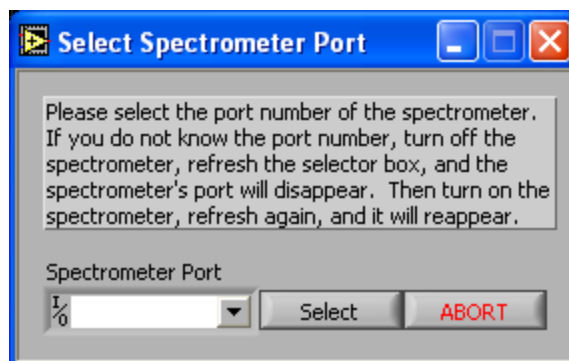 Select Spectrometer Port
Please select the port number of the spectrometer.
If you do not know the port number, turn off the
spectrometer, refresh the selector box, and the
spectrometer's port will disappear.  Then turn on the
spectrometer, refresh again, and it will reappear.
Spectrometer Port
I/O
Select ABORT